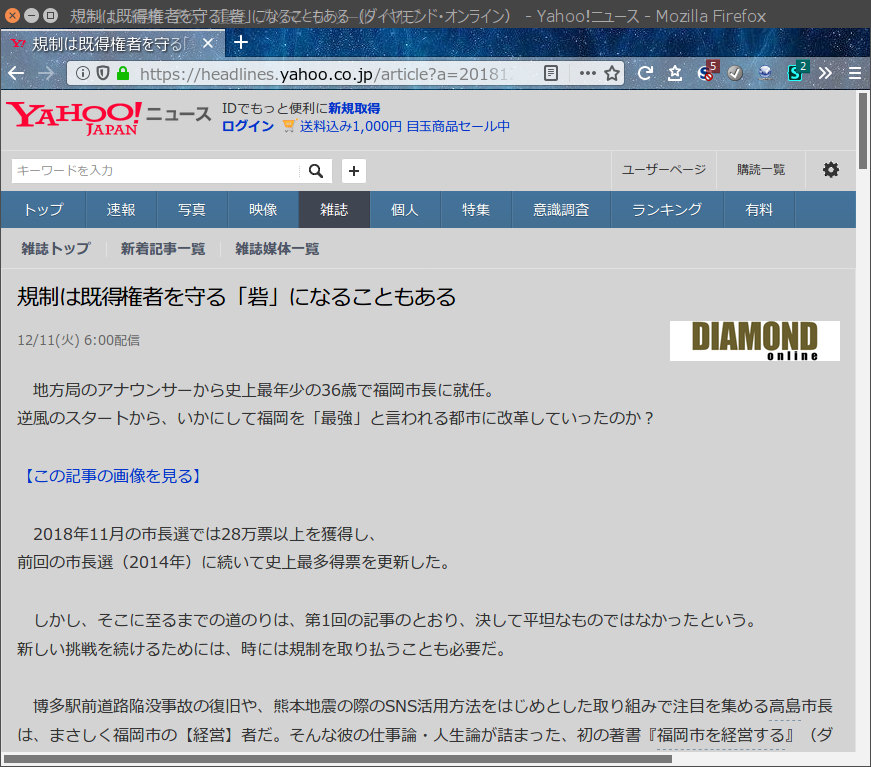 規制は既得権者を守る「砦」になることもある（ダイヤモンド・オンライン） - Yahoo!ニュース - Mozilla Firefox
規制は既得権者を守る「
https://headlines.yahoo.co.jp/article?a=20181
5
2
YAHOO!
JAPAN
ニュース
IDでもっと便利に新規取得
ログイン 送料込み1,000円 目玉商品セール中
キーワードを入力
ユーザーページ
購読一覧
トップ 速報 写真 映像 雑誌 個人 特集 意識調査 ランキング 有料
雑誌トップ 新着記事一覧 雑誌媒体一覧
規制は既得権者を守る「砦」になることもある
12/11(火) 6:00配信
DIAMOND
online
地方局のアナウンサーから史上最年少の36歳で福岡市長に就任。
逆風のスタートから、いかにして福岡を「最強」と言われる都市に改革していったのか？
【この記事の画像を見る】
2018年11月の市長選では28万票以上を獲得し、
前回の市長選（2014年）に続いて史上最多得票を更新した。
しかし、そこに至るまでの道のりは、第1回の記事のとおり、決して平坦なものではなかったという。
新しい挑戦を続けるためには、時には規制を取り払うことも必要だ。
博多駅前道路陥没事故の復旧や、熊本地震の際のSNS活用方法をはじめとした取り組みで注目を集める高島市長
は、まさしく福岡市の【経営】者だ。そんな彼の仕事論・人生論が詰まった、初の著書『福岡市を経営する』（ダ